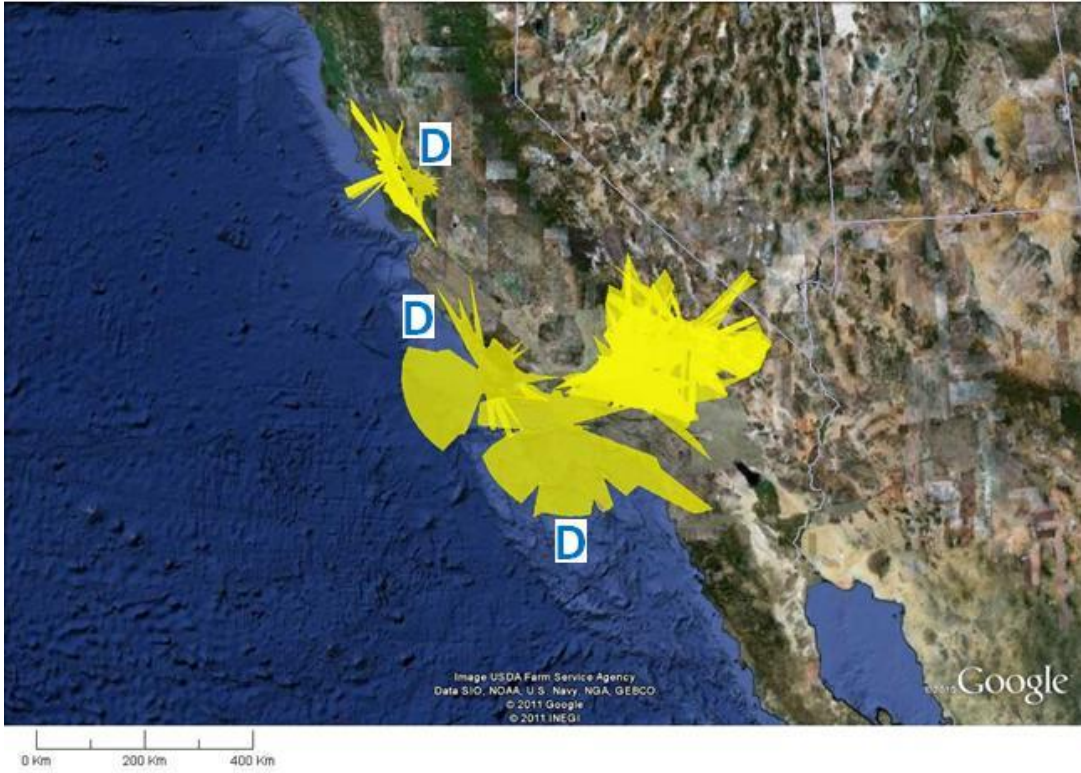 D
D
D
Image USDA Farm Service Agency
Data SIO, NOAA, U.S. Navy, NGA, GEBCO
© 2011 Google
© 2011 INEGI
©2010 Google
0 Km 200 Km 400 Km